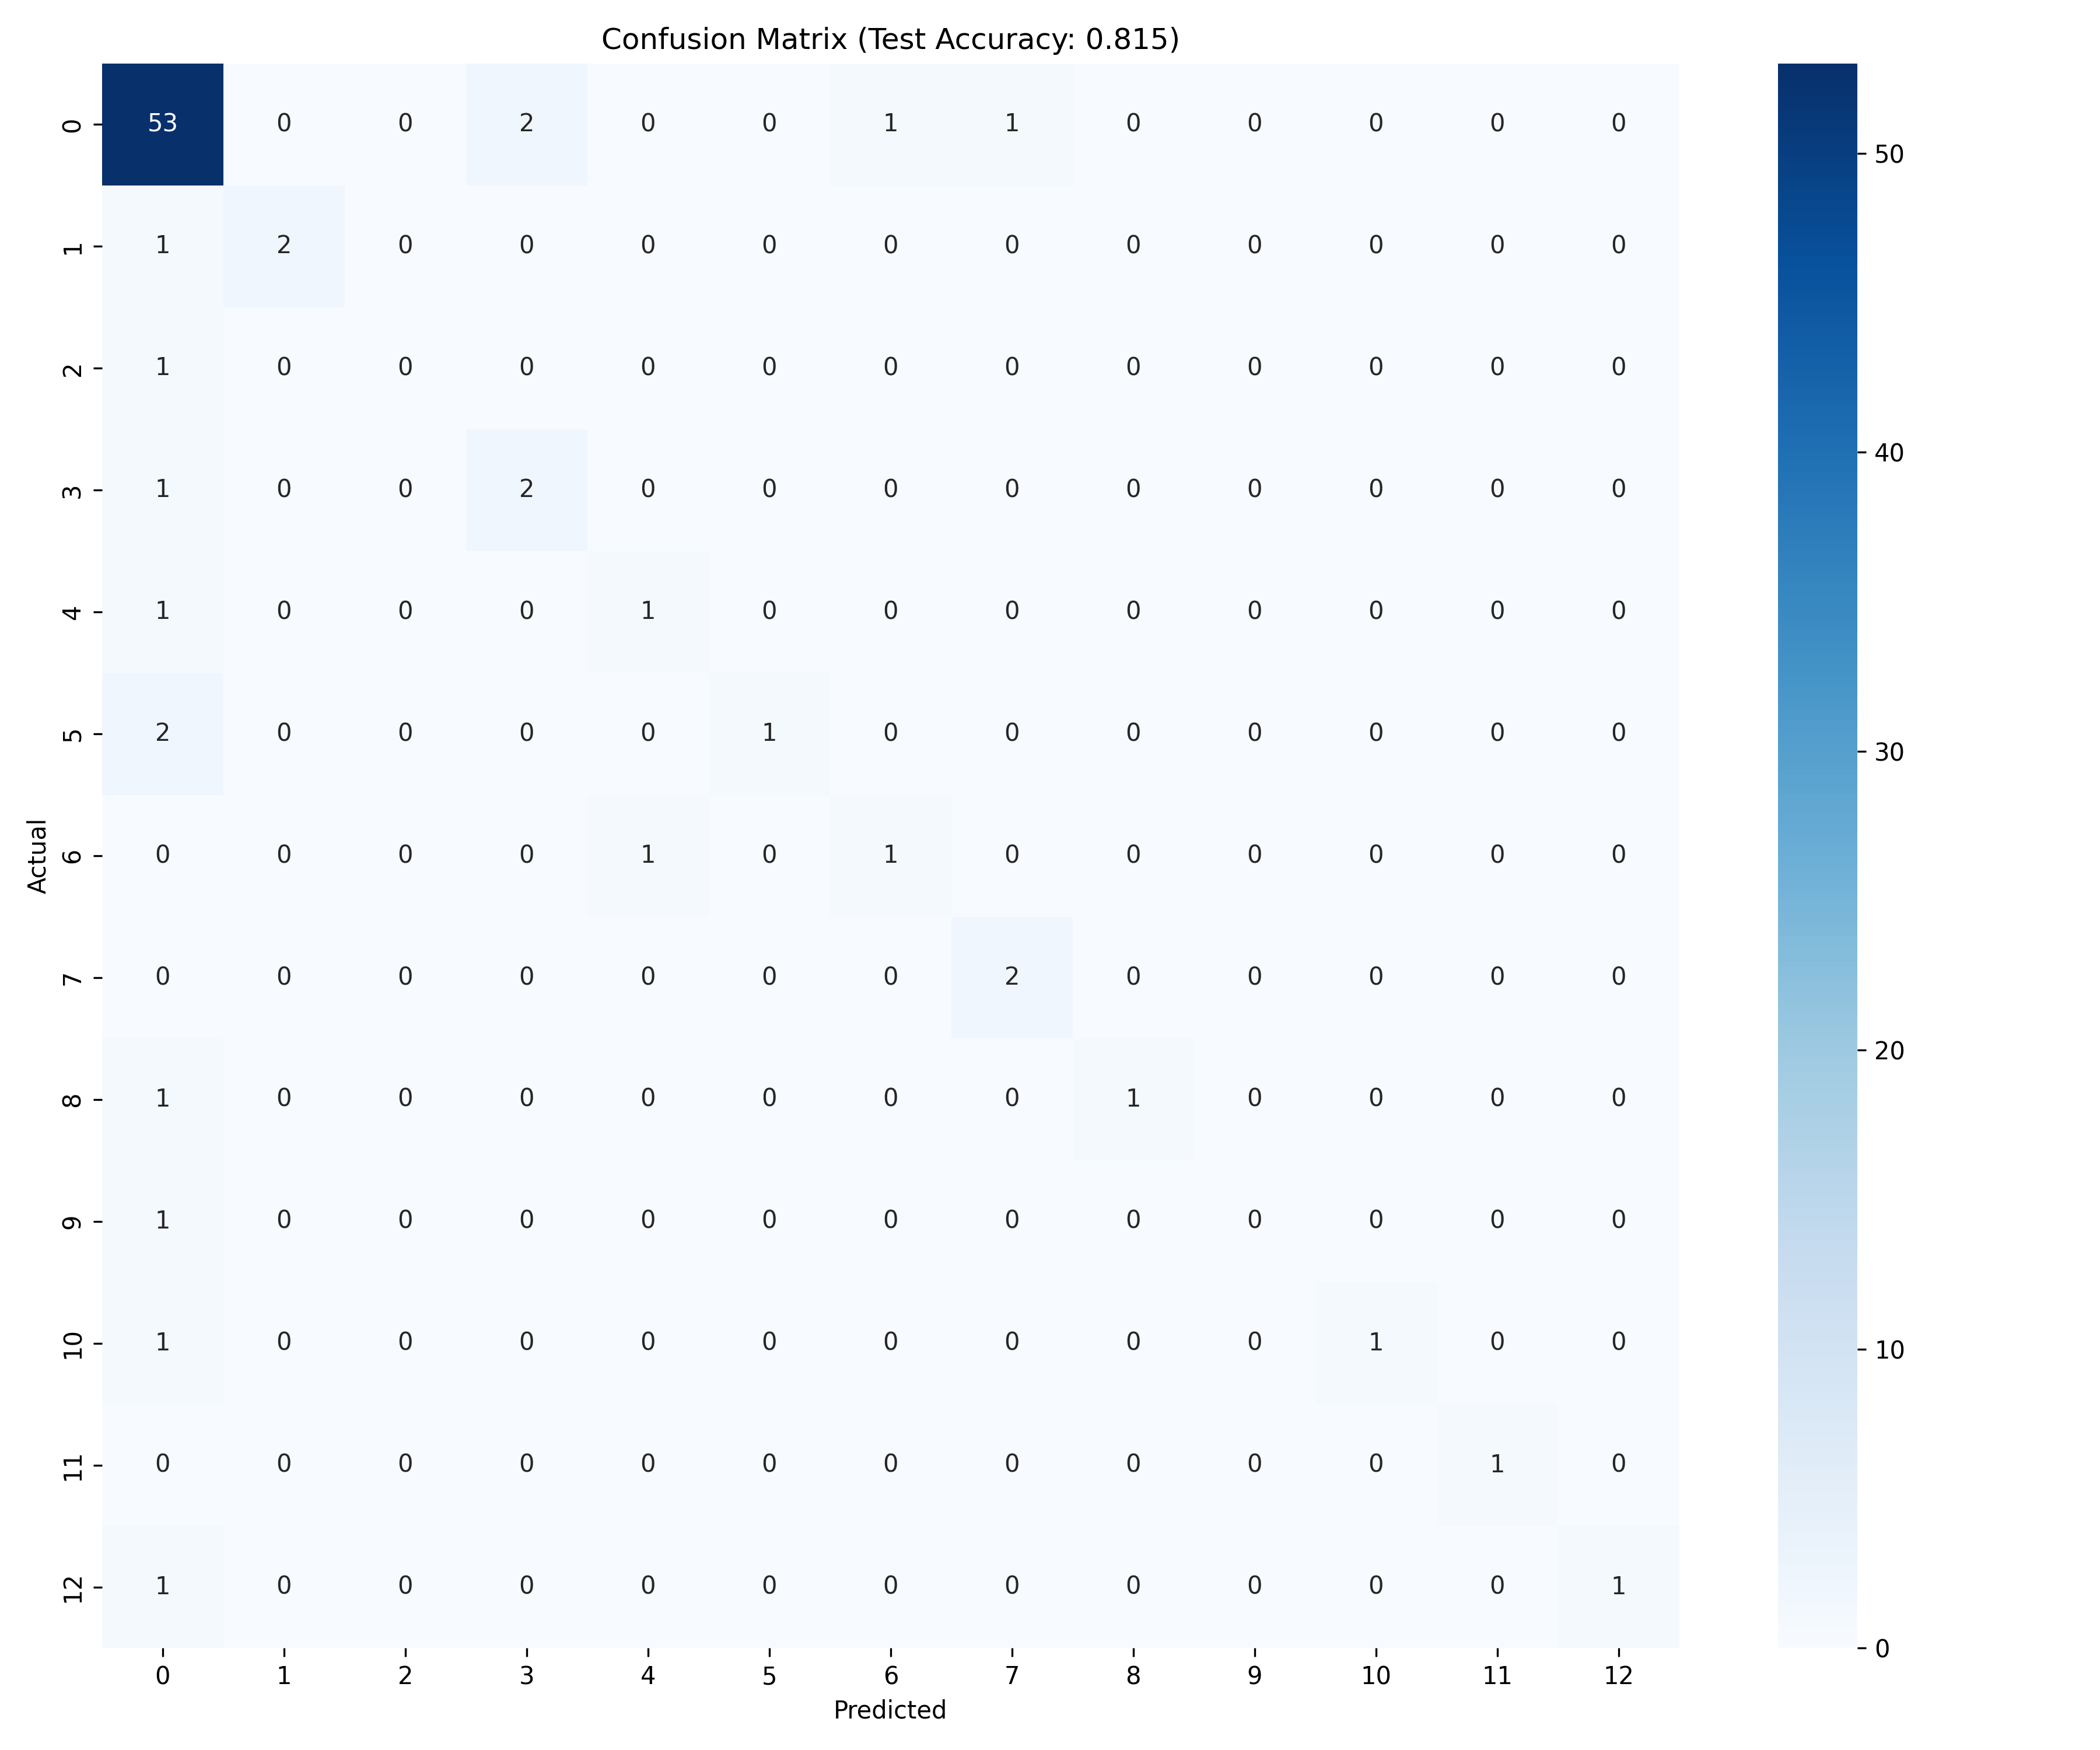 Confusion Matrix (Test Accuracy: 0.815)
0 53 0 0 2 0 0 1 1 0 0 0 0 0
1 1 2 0 0 0 0 0 0 0 0 0 0 0
2 1 0 0 0 0 0 0 0 0 0 0 0 0
3 1 0 0 2 0 0 0 0 0 0 0 0 0
4 1 0 0 0 1 0 0 0 0 0 0 0 0
5 2 0 0 0 0 1 0 0 0 0 0 0 0
6 0 0 0 0 1 0 1 0 0 0 0 0 0
7 0 0 0 0 0 0 0 2 0 0 0 0 0
8 1 0 0 0 0 0 0 0 1 0 0 0 0
9 1 0 0 0 0 0 0 0 0 0 0 0 0
10 1 0 0 0 0 0 0 0 0 0 1 0 0
11 0 0 0 0 0 0 0 0 0 0 0 1 0
12 1 0 0 0 0 0 0 0 0 0 0 0 1
0 1 2 3 4 5 6 7 8 9 10 11 12
Predicted
Actual
50
40
30
20
10
0